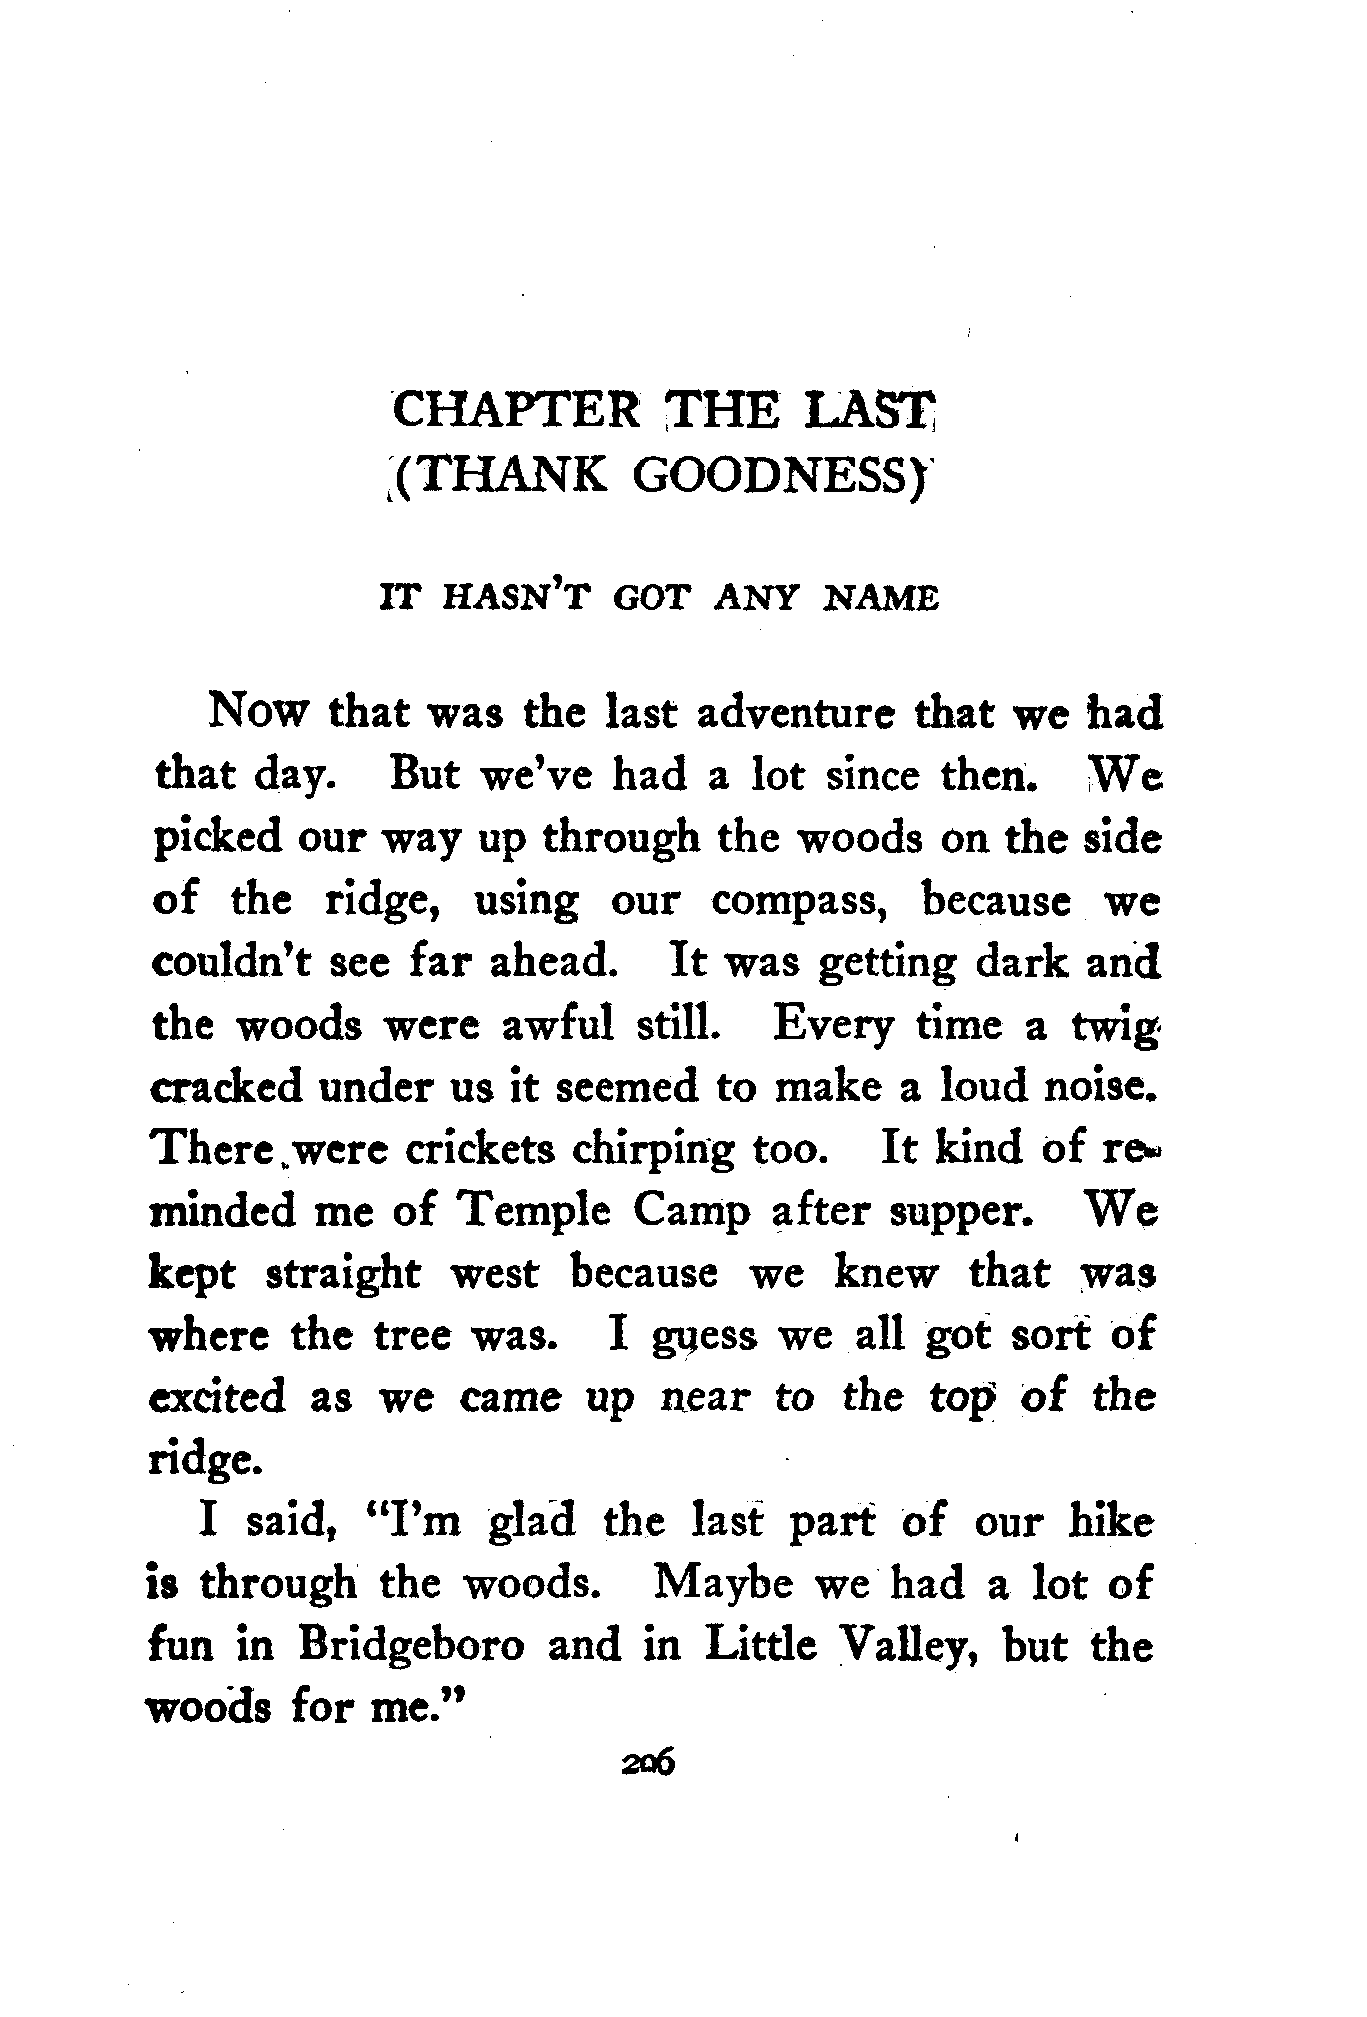 CHAPTER THE LAST
(THANK GOODNESS)
IT HASN'T GOT ANY NAME
Now that was the last adventure that we had
that day. But we've had a lot since then. We
picked our way up through the woods on the side
of the ridge, using our compass, because we
couldn't see far ahead. It was getting dark and
the woods were awful still. Every time a twig
cracked under us it seemed to make a loud noise.
There were crickets chirping too. It kind of re-
minded me of Temple Camp after supper. We
kept straight west because we knew that was
where the tree was. I guess we all got sort of
excited as we came up near to the top of the
ridge.
I said, "I'm glad the last part of our hike
is through the woods. Maybe we had a lot of
fun in Bridgeboro and in Little Valley, but the
woods for me."
206